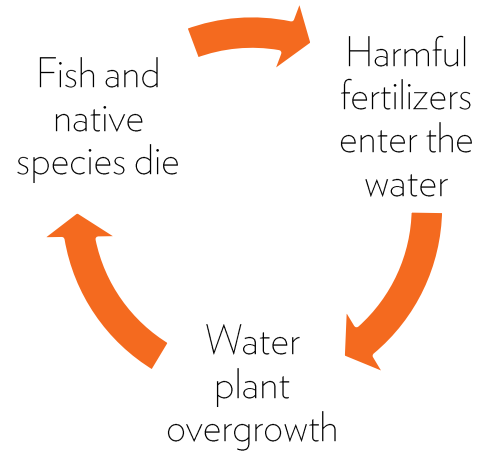 Fish and
native
species die
Harmful
fertilizers
enter the
water
Water
plant
overgrowth